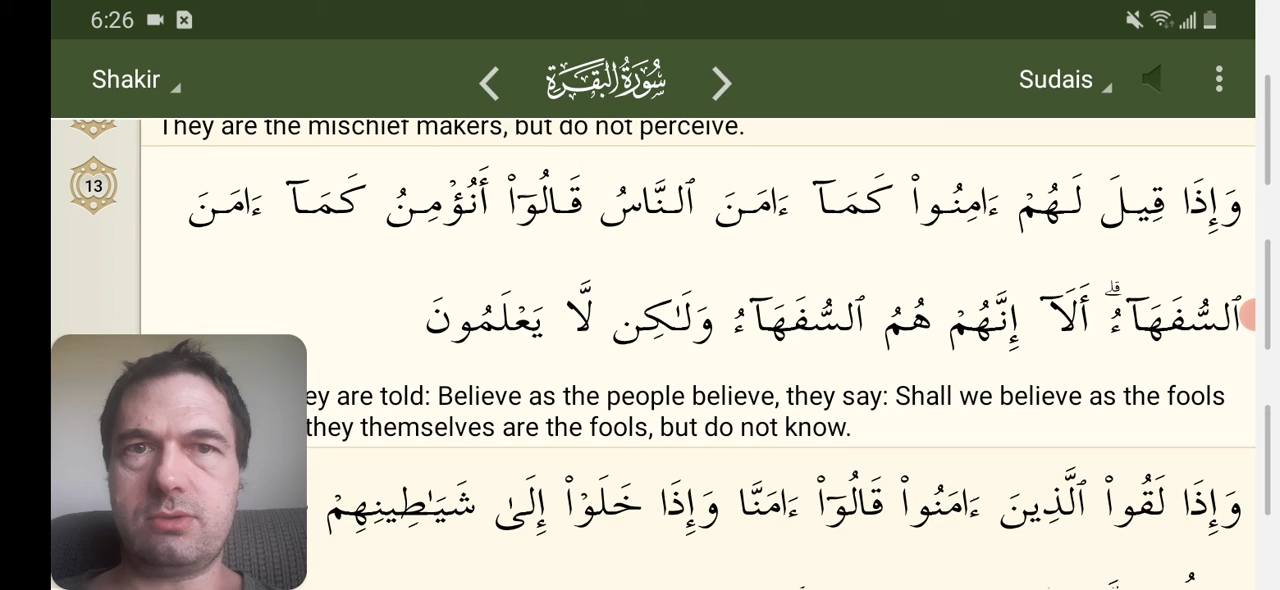 6:26
Shakir
سُورَةُ البَقَرَة
Sudais
They are the mischief makers, but do not perceive.
13
وَإِذَا قِيلَ لَهُمْ ءَامِنُوا۟ كَمَآ ءَامَنَ ٱلنَّاسُ قَالُوٓا۟ أَنُؤْمِنُ كَمَآ ءَامَنَ
ٱلسُّفَهَآءُ ۗ أَلَآ إِنَّهُمْ هُمُ ٱلسُّفَهَآءُ وَلَـٰكِن لَّا يَعْلَمُونَ
ey are told: Believe as the people believe, they say: Shall we believe as the fools
they themselves are the fools, but do not know.
وَإِذَا لَقُوا۟ ٱلَّذِينَ ءَامَنُوا۟ قَالُوٓا۟ ءَامَنَّا وَإِذَا خَلَوْا۟ إِلَىٰ شَيَـٰطِينِهِمْ